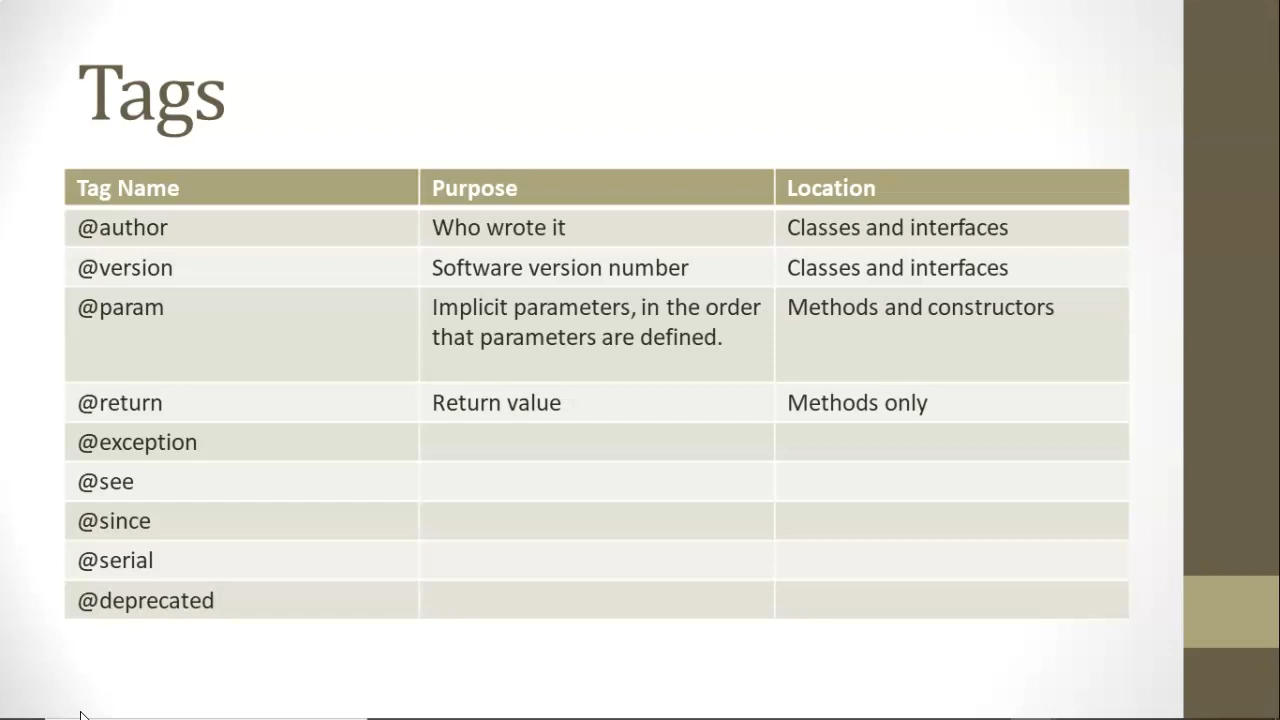 Tags
Tag Name Purpose Location
@author Who wrote it Classes and interfaces
@version Software version number Classes and interfaces
@param Implicit parameters, in the order Methods and constructors
that parameters are defined.
@return Return value Methods only
@exception
@see
@since
@serial
@deprecated